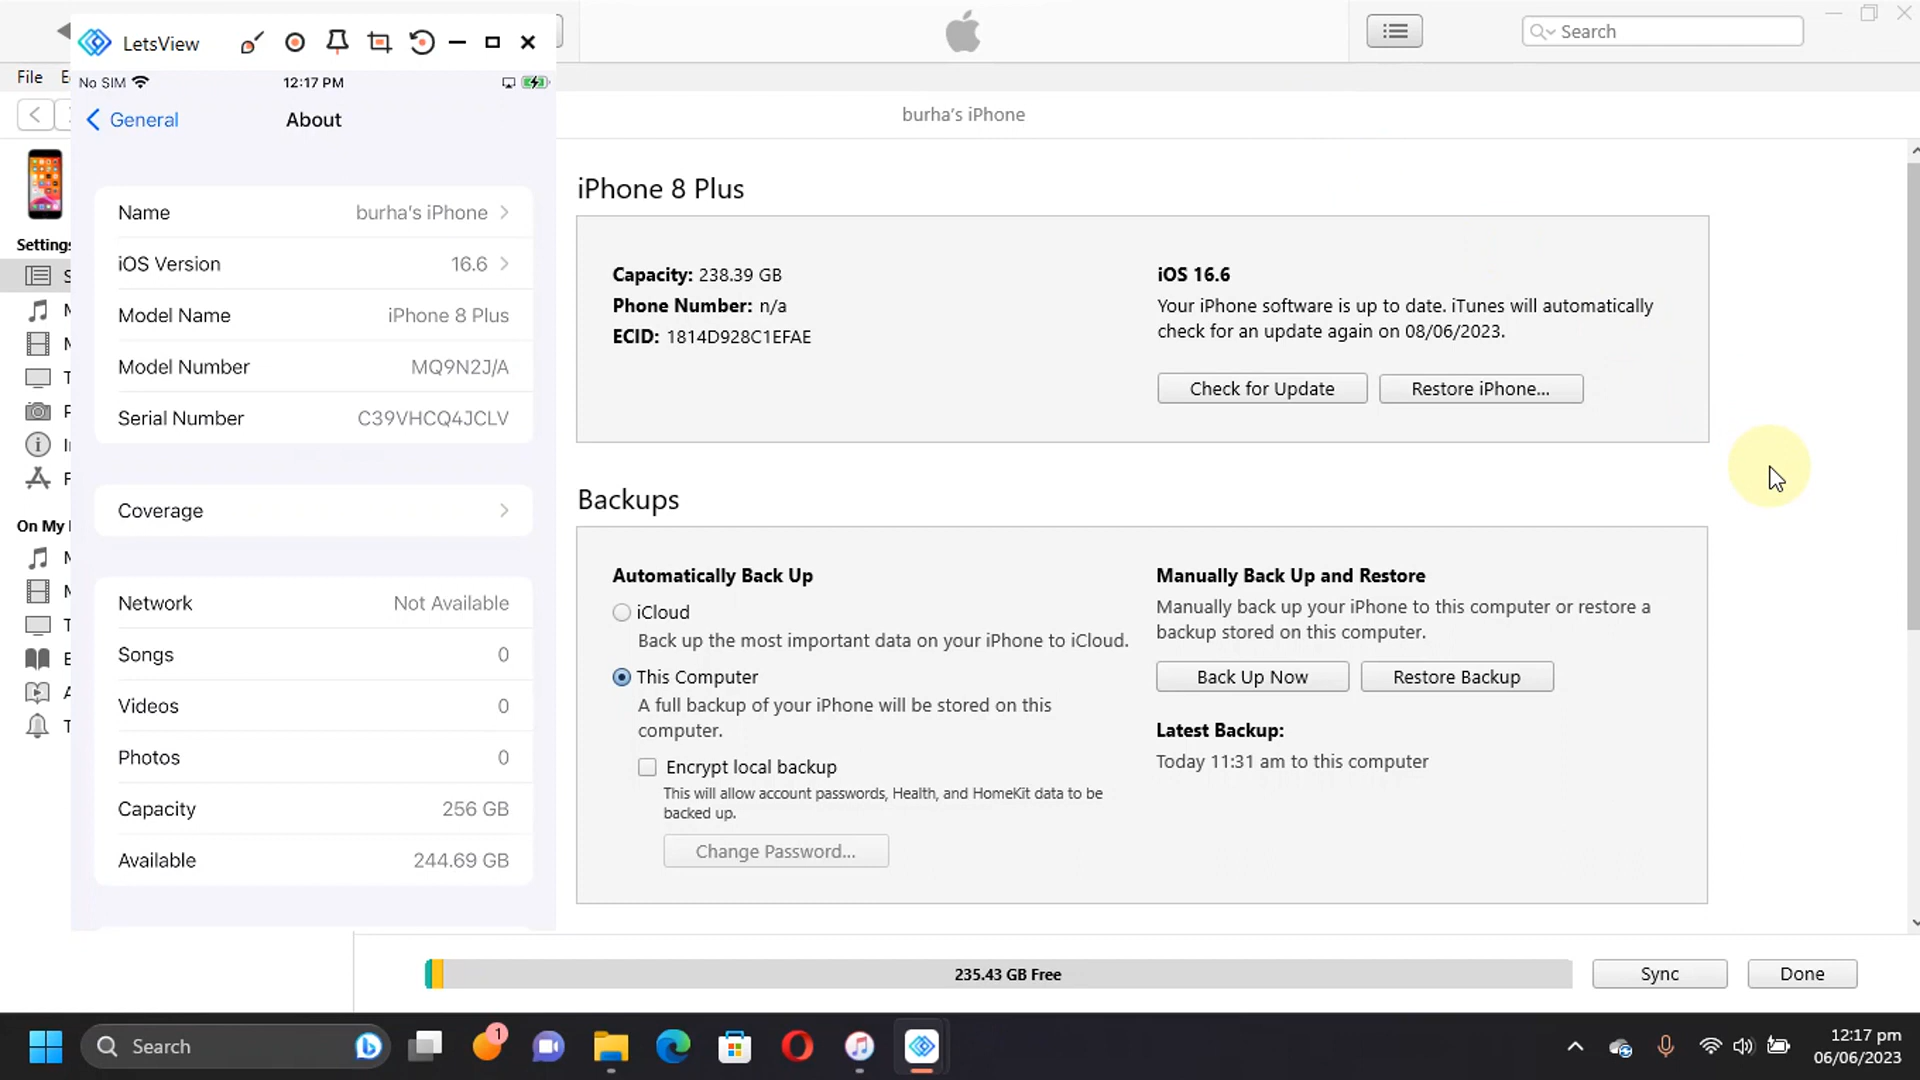 LetsView
Search
File
No SIM
12:17 PM
General
About
burha's iPhone
Name
burha's iPhone
iOS Version
16.6
Model Name
iPhone 8 Plus
Model Number
MQ9N2J/A
Serial Number
C39VHCQ4JCLV
Coverage
Network
Not Available
Songs
0
Videos
0
Photos
0
Capacity
256 GB
Available
244.69 GB
Settings
On My
iPhone 8 Plus
Capacity: 238.39 GB
Phone Number: n/a
ECID: 1814D928C1EFAE
iOS 16.6
Your iPhone software is up to date. iTunes will automatically
check for an update again on 08/06/2023.
Check for Update
Restore iPhone...
Backups
Automatically Back Up
iCloud
Back up the most important data on your iPhone to iCloud.
This Computer
A full backup of your iPhone will be stored on this
computer.
Encrypt local backup
This will allow account passwords, Health, and HomeKit data to be
backed up.
Change Password...
Manually Back Up and Restore
Manually back up your iPhone to this computer or restore a
backup stored on this computer.
Back Up Now
Restore Backup
Latest Backup:
Today 11:31 am to this computer
235.43 GB Free
Sync
Done
Search
1
12:17 pm
06/06/2023